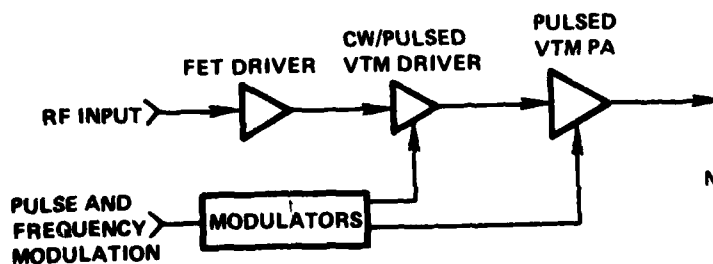 FET DRIVER
CW/PULSED
VTM DRIVER
PULSED
VTM PA
RF INPUT
PULSE AND
FREQUENCY
MODULATION
MODULATORS
N